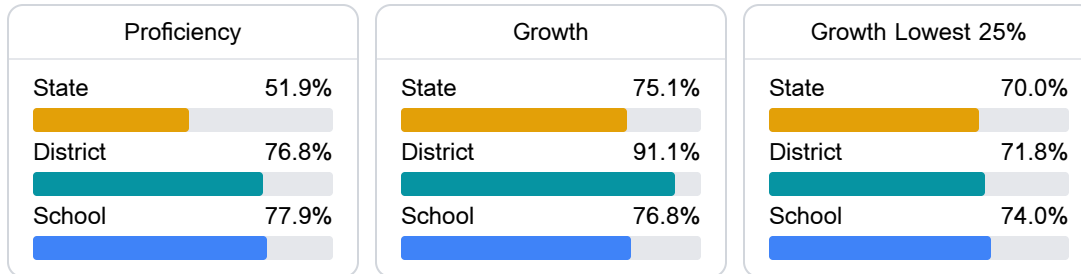 Proficiency
State 51.9%
District 76.8%
School 77.9%
Growth
State 75.1%
District 91.1%
School 76.8%
Growth Lowest 25%
State 70.0%
District 71.8%
School 74.0%